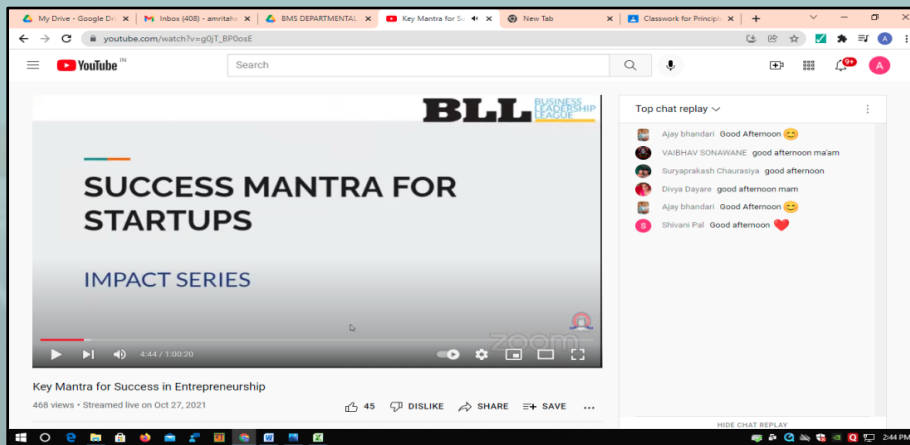 My Drive - Google Dr
Inbox (408) - amritah
BMS DEPARTMENTAL
Key Mantra for Su
New Tab
Classwork for Principl
youtube.com/watch?v=g0jT_BP0osE
YouTube IN
Search
9+
A
BLL BUSINESS
LEADERSHIP
LEAGUE
SUCCESS MANTRA FOR
STARTUPS
IMPACT SERIES
zoom
4:44 / 1:00:20
Key Mantra for Success in Entrepreneurship
468 views • Streamed live on Oct 27, 2021
45 DISLIKE SHARE SAVE ...
Top chat replay
Ajay bhandari Good Afternoon 😊
VAIBHAV SONAWANE good afternoon ma'am
Suryaprakash Chaurasiya good afternoon
Divya Dayare good afternoon mam
Ajay bhandari Good Afternoon 😊
S Shivani Pal Good afternoon ❤️
HIDE CHAT REPLAY
2:44 PM